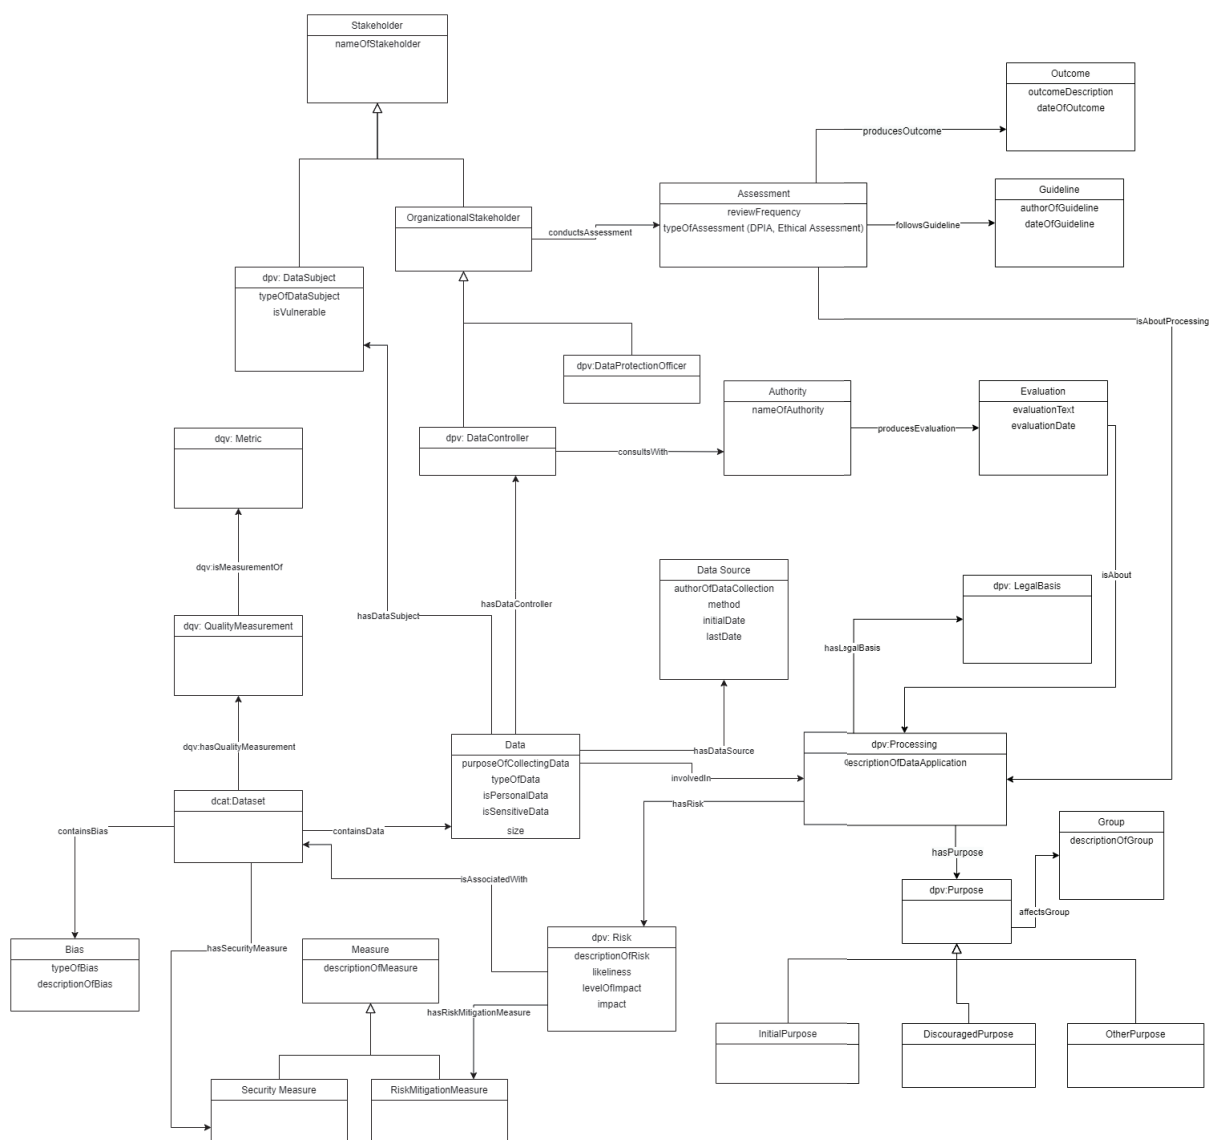 Stakeholder
nameOfStakeholder
Outcome
outcomeDescription
dateOfOutcome
producesOutcome
Assessment
reviewFrequency
typeOfAssessment (DPIA, Ethical Assessment)
Guideline
authorOfGuideline
dateOfGuideline
followsGuideline
OrganizationalStakeholder
conductsAssessment
dpv: DataSubject
typeOfDataSubject
isVulnerable
isAboutProcessing
dpv:DataProtectionOfficer
Authority
nameOfAuthority
Evaluation
evaluationText
evaluationDate
producesEvaluation
dpv: DataController
consultsWith
dqv: Metric
dqv:isMeasurementOf
Data Source
authorOfDataCollection
method
initialDate
lastDate
isAbout
dpv: LegalBasis
hasDataController
hasDataSubject
dqv: QualityMeasurement
hasLegalBasis
dqv:hasQualityMeasurement
Data
purposeOfCollectingData
typeOfData
isPersonalData
isSensitiveData
size
hasDataSource
dpv:Processing
descriptionOfDataApplication
involvedIn
hasRisk
dcat:Dataset
containsBias
containsData
Group
descriptionOfGroup
hasPurpose
isAssociatedWith
dpv:Purpose
affectsGroup
Bias
typeOfBias
descriptionOfBias
hasSecurityMeasure
Measure
descriptionOfMeasure
dpv: Risk
descriptionOfRisk
likeliness
levelOfImpact
impact
hasRiskMitigationMeasure
InitialPurpose
DiscouragedPurpose
OtherPurpose
Security Measure
RiskMitigationMeasure